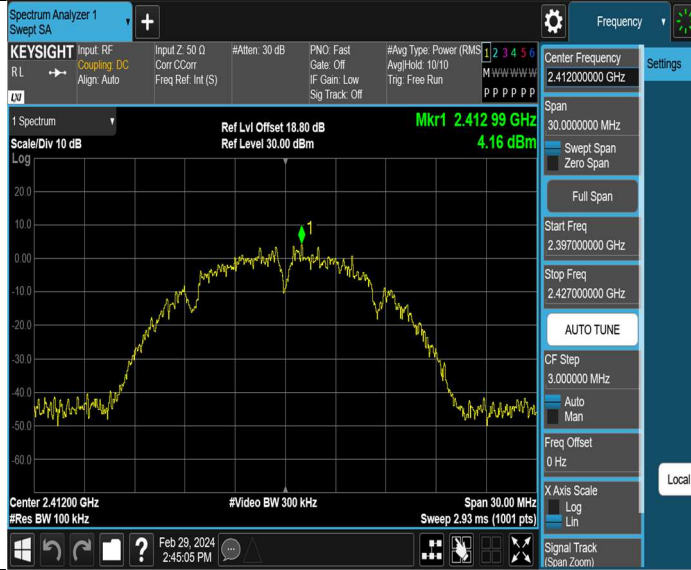 Spectrum Analyzer 1
Swept SA
+
Frequency
KEYSIGHT
RL
LXI
Input: RF
Coupling: DC
Align: Auto
Input Z: 50 Ω
Corr CCorr
Freq Ref: Int (S)
#Atten: 30 dB
PNO: Fast
Gate: Off
IF Gain: Low
Sig Track: Off
#Avg Type: Power (RMS
Avg|Hold: 10/10
Trig: Free Run
1 2 3 4 5 6
M W W W W W
P P P P P P
1 Spectrum
Scale/Div 10 dB
Log
Ref Lvl Offset 18.80 dB
Ref Level 30.00 dBm
Mkr1 2.412 99 GHz
4.16 dBm
20.0
10.0
0.00
-10.0
-20.0
-30.0
-40.0
-50.0
-60.0
1
Center 2.41200 GHz
#Res BW 100 kHz
#Video BW 300 kHz
Span 30.00 MHz
Sweep 2.93 ms (1001 pts)
?
Feb 29, 2024
2:45:05 PM
Center Frequency
2.412000000 GHz
Span
30.0000000 MHz
Swept Span
Zero Span
Full Span
Start Freq
2.397000000 GHz
Stop Freq
2.427000000 GHz
AUTO TUNE
CF Step
3.000000 MHz
Auto
Man
Freq Offset
0 Hz
X Axis Scale
Log
Lin
Signal Track
(Span Zoom)
Settings
Local